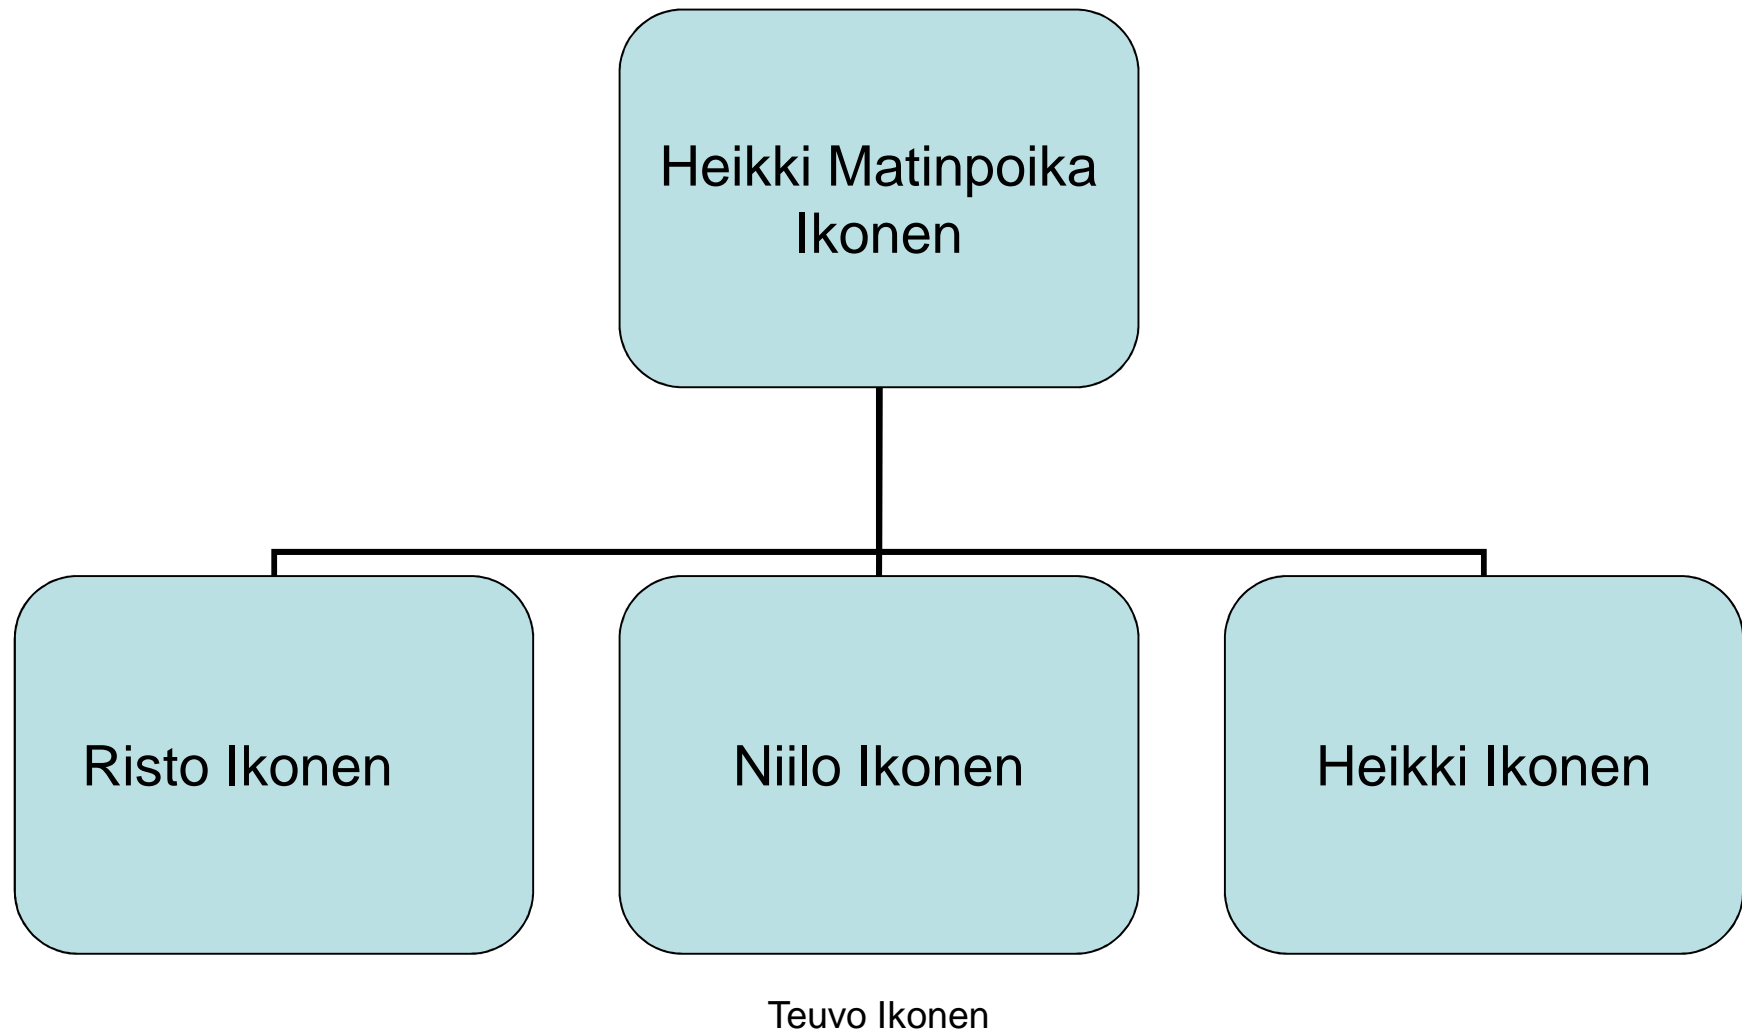 Heikki Matinpoika
Ikonen
Risto Ikonen
Niilo Ikonen
Heikki Ikonen
Teuvo Ikonen